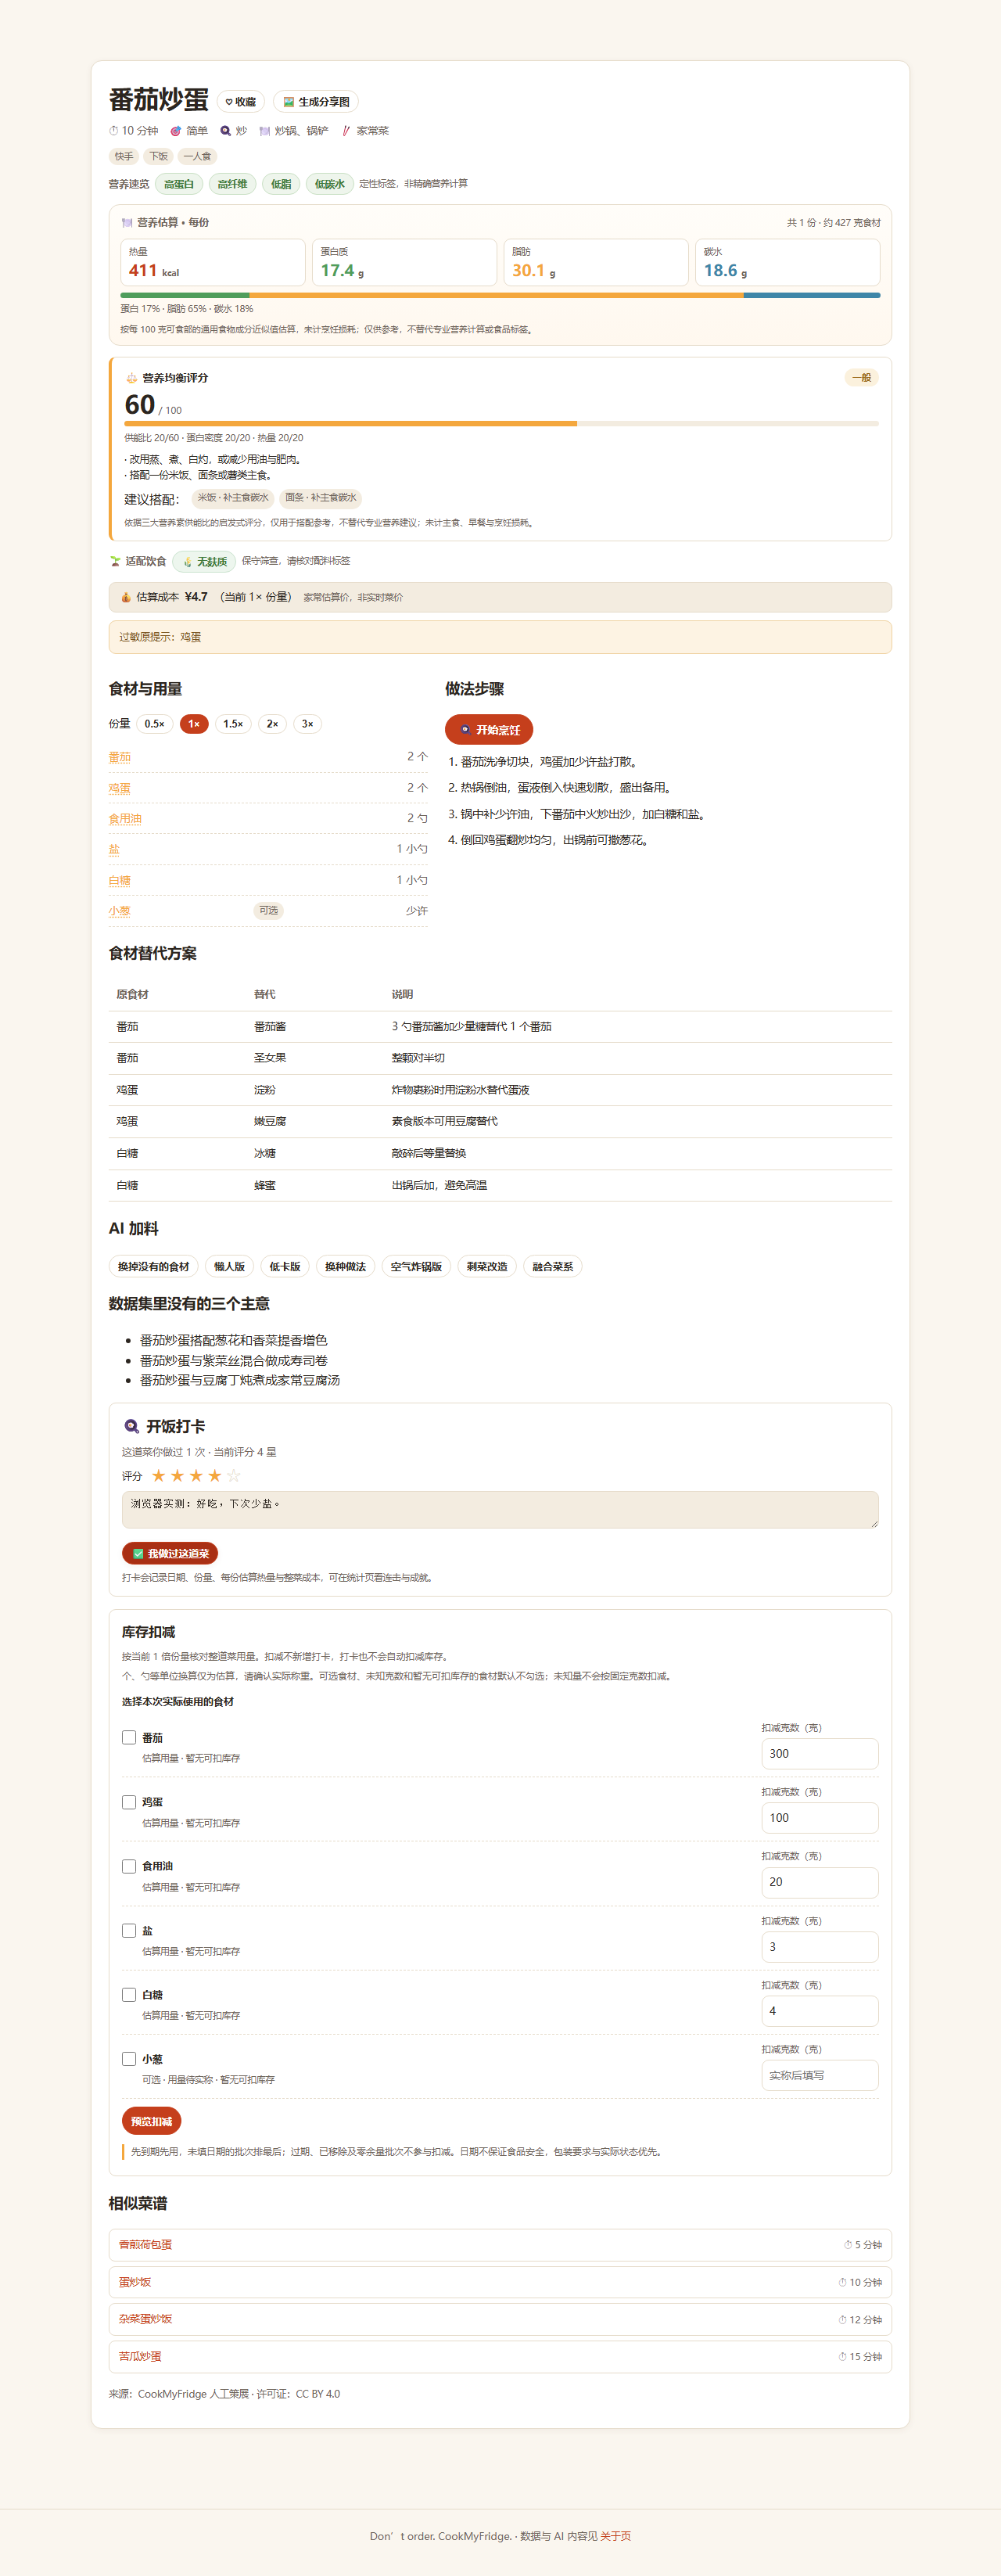 番茄炒蛋 ♡ 收藏 🖼️ 生成分享图
⏱ 10 分钟 🎯 简单 🍳 炒 🍽️ 炒锅、锅铲 🥢 家常菜
快手 下饭 一人食
营养速览 高蛋白 高纤维 低脂 低碳水 定性标签，非精确营养计算
🍽️ 营养估算 • 每份 共 1 份 · 约 427 克食材
热量 蛋白质 脂肪 碳水
411 kcal 17.4 g 30.1 g 18.6 g
蛋白 17% · 脂肪 65% · 碳水 18%
按每 100 克可食部的通用食物成分近似值估算，未计烹饪损耗；仅供参考，不替代专业营养计算或食品标签。
营养均衡评分 一般
60 / 100
供能比 20/60 · 蛋白密度 20/20 · 热量 20/20
· 改用蒸、煮、白灼，或减少用油与肥肉。
· 搭配一份米饭、面条或薯类主食。
建议搭配： 米饭 · 补主食碳水 面条 · 补主食碳水
依据三大营养素供能比的启发式评分，仅用于搭配参考，不替代专业营养建议；未计主食、早餐与烹饪损耗。
🌱 适配饮食 无麸质 保守筛查，请核对配料标签
💰 估算成本 ¥4.7 （当前 1× 份量） 家常估算价，非实时菜价
过敏原提示：鸡蛋
食材与用量
份量 0.5× 1× 1.5× 2× 3×
番茄 2 个
鸡蛋 2 个
食用油 2 勺
盐 1 小勺
白糖 1 小勺
小葱 可选 少许
做法步骤
🍳 开始烹饪
1. 番茄洗净切块，鸡蛋加少许盐打散。
2. 热锅倒油，蛋液倒入快速划散，盛出备用。
3. 锅中补少许油，下番茄中火炒出沙，加白糖和盐。
4. 倒回鸡蛋翻炒均匀，出锅前可撒葱花。
食材替代方案
原食材 替代 说明
番茄 番茄酱 3 勺番茄酱加少量糖替代 1 个番茄
番茄 圣女果 整颗对半切
鸡蛋 淀粉 炸物裹粉时用淀粉水替代蛋液
鸡蛋 嫩豆腐 素食版本可用豆腐替代
白糖 冰糖 敲碎后等量替换
白糖 蜂蜜 出锅后加，避免高温
AI 加料
换掉没有的食材 懒人版 低卡版 换种做法 空气炸锅版 剩菜改造 融合菜系
数据集里没有的三个主意
• 番茄炒蛋搭配葱花和香菜提香增色
• 番茄炒蛋与紫菜丝混合做成寿司卷
• 番茄炒蛋与豆腐丁炖煮成家常豆腐汤
🍳 开饭打卡
这道菜你做过 1 次 · 当前评分 4 星
评分 ★ ★ ★ ★ ☆
浏览器实测：好吃，下次少盐。
✅ 我做过这道菜
打卡会记录日期、份量、每份估算热量与整菜成本，可在统计页看连击与成就。
库存扣减
按当前 1 倍份量核对整道菜用量。扣减不新增打卡，打卡也不会自动扣减库存。
个、勺等单位换算仅为估算，请确认实际称重。可选食材、未知克数和暂无可扣库存的食材默认不勾选；未知量不会按固定克数扣减。
选择本次实际使用的食材
番茄 扣减克数（克）
估算用量 · 暂无可扣库存 300
鸡蛋 扣减克数（克）
估算用量 · 暂无可扣库存 100
食用油 扣减克数（克）
估算用量 · 暂无可扣库存 20
盐 扣减克数（克）
估算用量 · 暂无可扣库存 3
白糖 扣减克数（克）
估算用量 · 暂无可扣库存 4
小葱 扣减克数（克）
可选 · 用量待实称 · 暂无可扣库存 实称后填写
预览扣减
先到期先用，未填日期的批次排最后；过期、已移除及零余量批次不参与扣减。日期不保证食品安全，包装要求与实际状态优先。
相似菜谱
香煎荷包蛋 ⏱ 5 分钟
蛋炒饭 ⏱ 10 分钟
杂菜蛋炒饭 ⏱ 12 分钟
苦瓜炒蛋 ⏱ 15 分钟
来源：CookMyFridge 人工策展 · 许可证：CC BY 4.0
Don’t order. CookMyFridge. · 数据与 AI 内容见 关于页